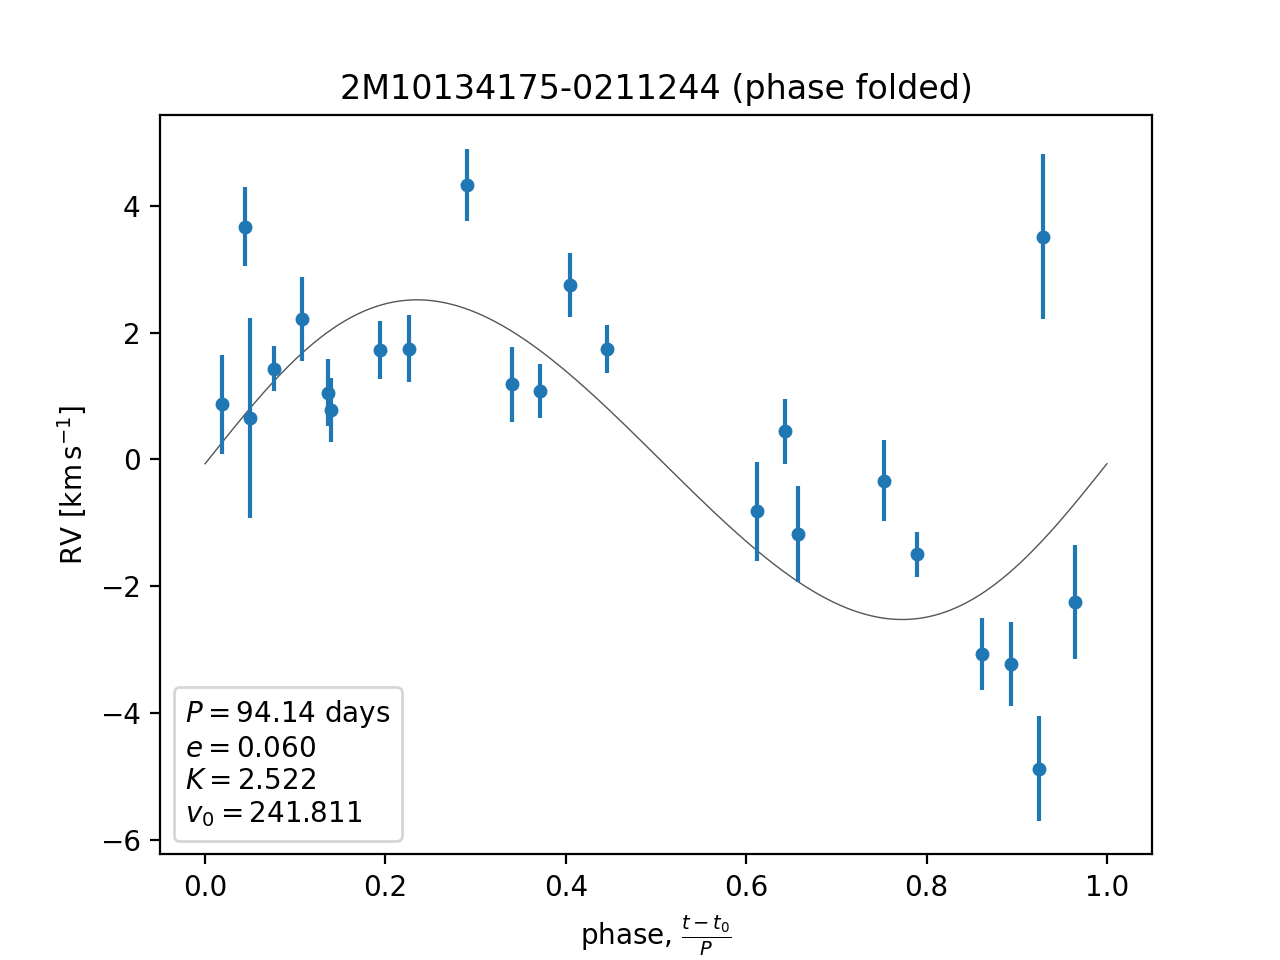 2M10134175-0211244 (phase folded)
4
2
0
−2
−4
−6
RV [km s⁻¹]
P = 94.14 days
e = 0.060
K = 2.522
v₀ = 241.811
0.0 0.2 0.4 0.6 0.8 1.0
phase, (t − t₀)/P